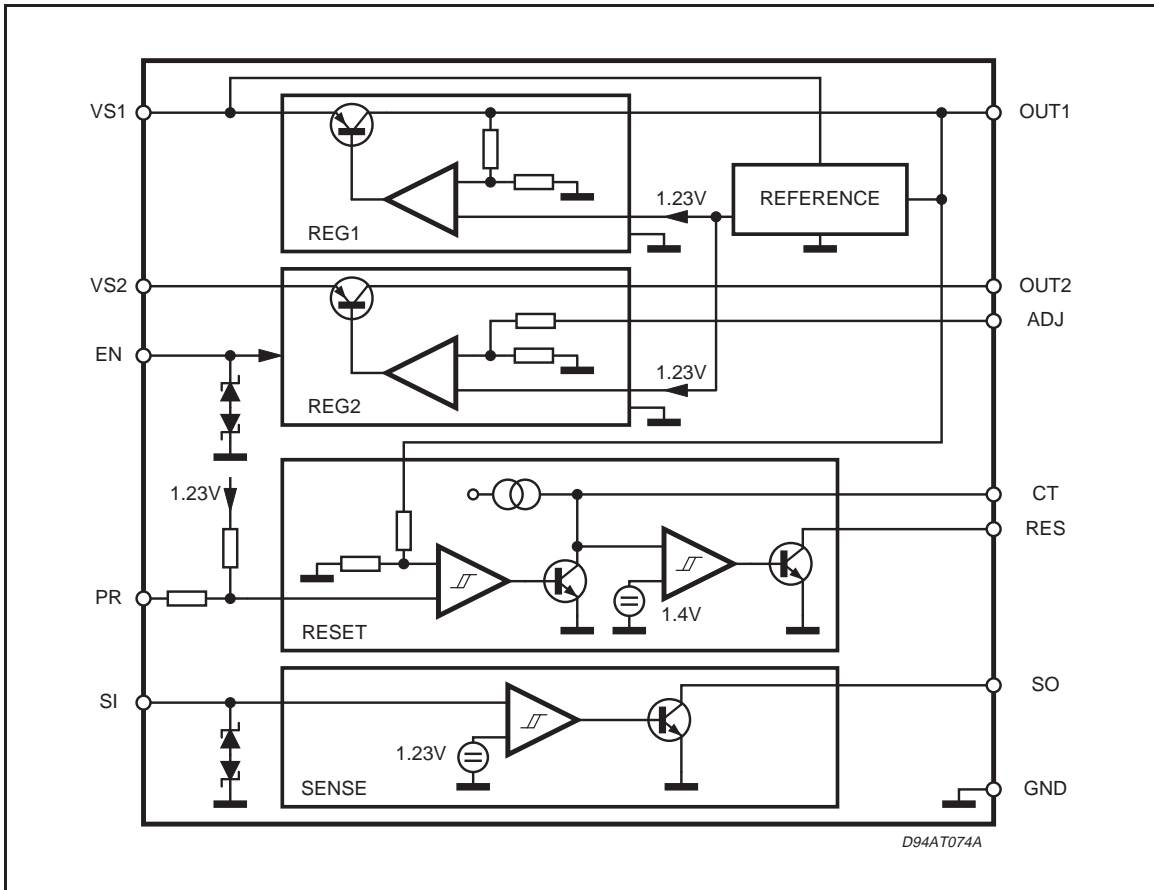 VS1
OUT1
1.23V
REFERENCE
REG1
VS2
OUT2
ADJ
EN
1.23V
REG2
1.23V
CT
RES
PR
1.4V
RESET
SI
SO
1.23V
SENSE
GND
D94AT074A